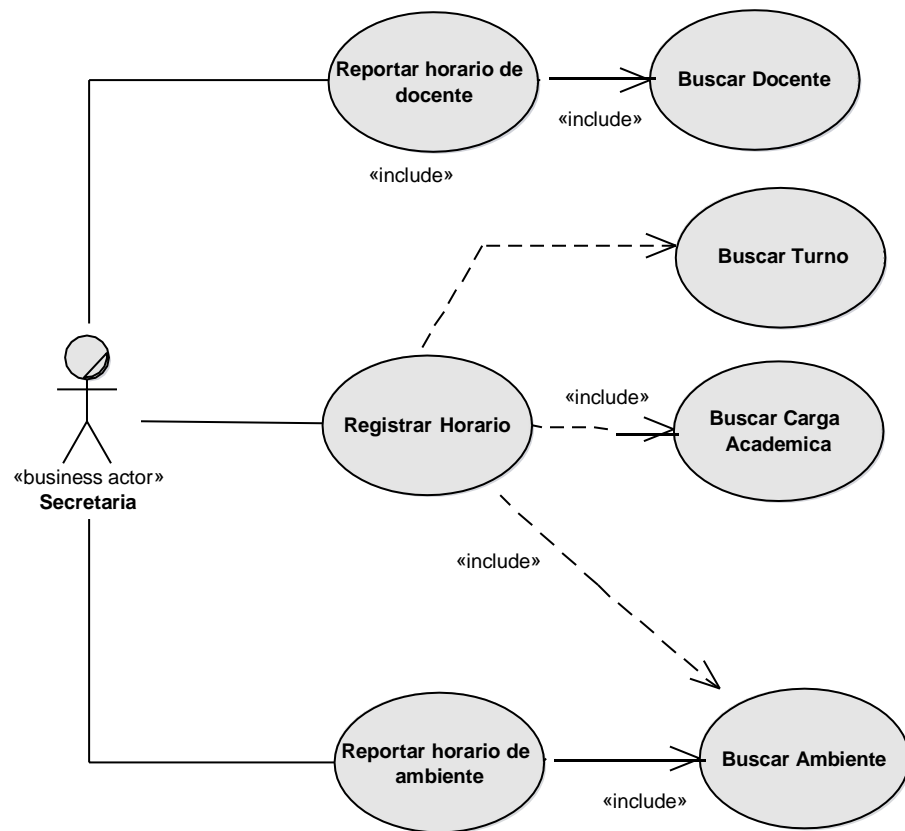 Reportar horario de
docente
Buscar Docente
«include»
«include»
Buscar Turno
«include»
Registrar Horario
Buscar Carga
Academica
«business actor»
Secretaria
«include»
Reportar horario de
ambiente
Buscar Ambiente
«include»